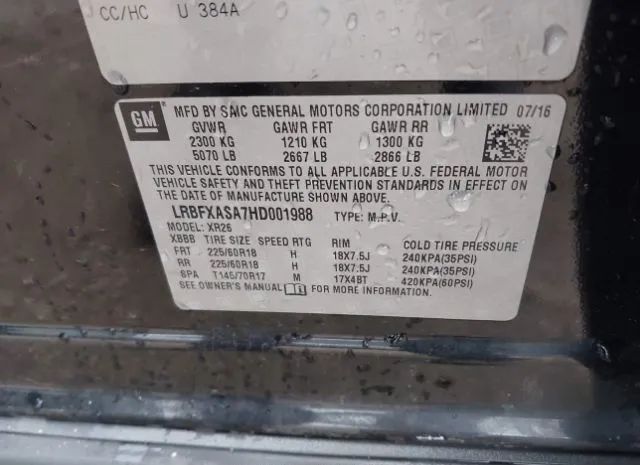 CC/HC U 384A
GM
MFD BY SAIC GENERAL MOTORS CORPORATION LIMITED 07/16
GVWR GAWR FRT GAWR RR
2300 KG 1210 KG 1300 KG
5070 LB 2667 LB 2866 LB
THIS VEHICLE CONFORMS TO ALL APPLICABLE U.S. FEDERAL MOTOR
VEHICLE SAFETY AND THEFT PREVENTION STANDARDS IN EFFECT ON
THE DATE OF MANUFACTURE SHOWN ABOVE.
LRBFXASA7HD001988 TYPE: M.P.V.
MODEL: XR26
XBBB TIRE SIZE SPEED RTG RIM COLD TIRE PRESSURE
FRT 225/60R18 H 18X7.5J 240KPA(35PSI)
RR 225/60R18 H 18X7.5J 240KPA(35PSI)
SPA T145/70R17 M 17X4BT 420KPA(60PSI)
SEE OWNER'S MANUAL FOR MORE INFORMATION.